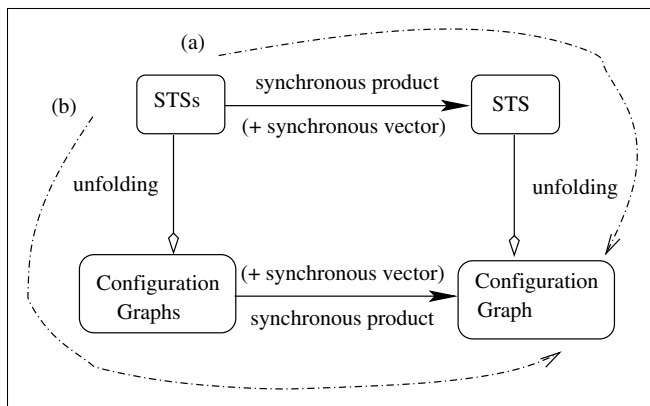 (a)
(b)
STSs
synchronous product
(+ synchronous vector)
STS
unfolding
unfolding
Configuration
Graphs
(+ synchronous vector)
synchronous product
Configuration
Graph